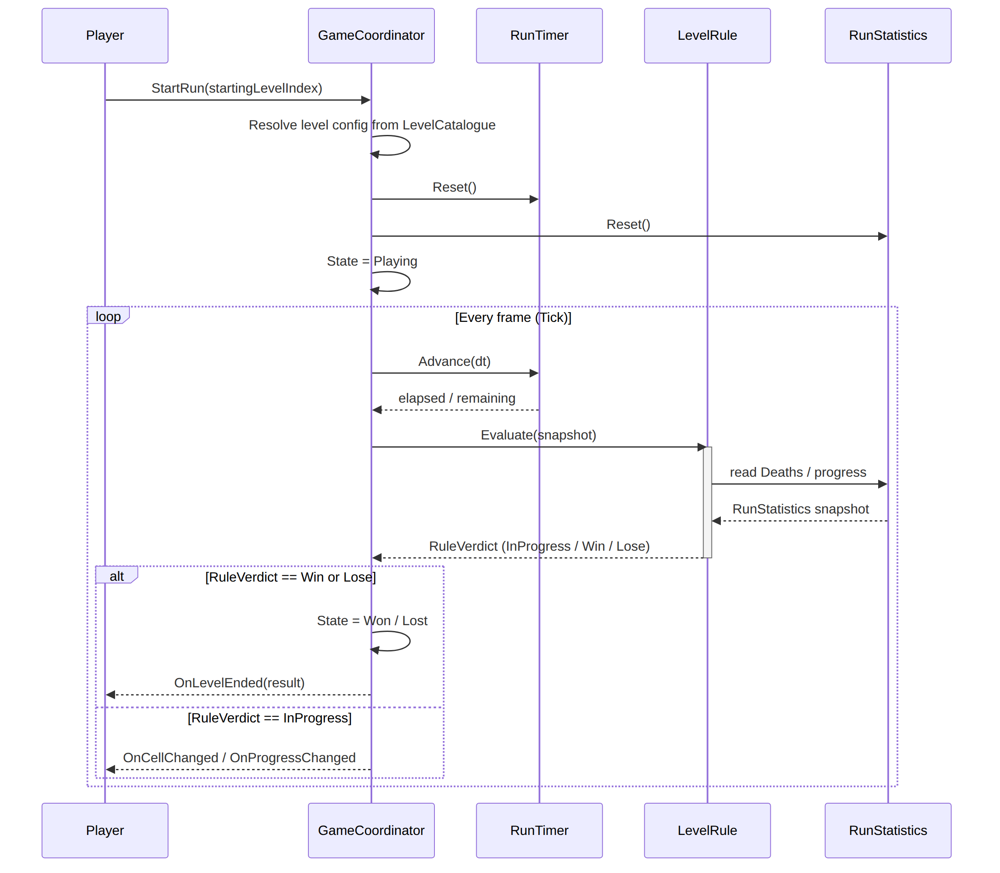 Player
GameCoordinator
RunTimer
LevelRule
RunStatistics
StartRun(startingLevelIndex)
Resolve level config from LevelCatalogue
Reset()
Reset()
State = Playing
loop
[Every frame (Tick)]
Advance(dt)
elapsed / remaining
Evaluate(snapshot)
read Deaths / progress
RunStatistics snapshot
RuleVerdict (InProgress / Win / Lose)
alt
[RuleVerdict == Win or Lose]
State = Won / Lost
OnLevelEnded(result)
[RuleVerdict == InProgress]
OnCellChanged / OnProgressChanged
Player
GameCoordinator
RunTimer
LevelRule
RunStatistics